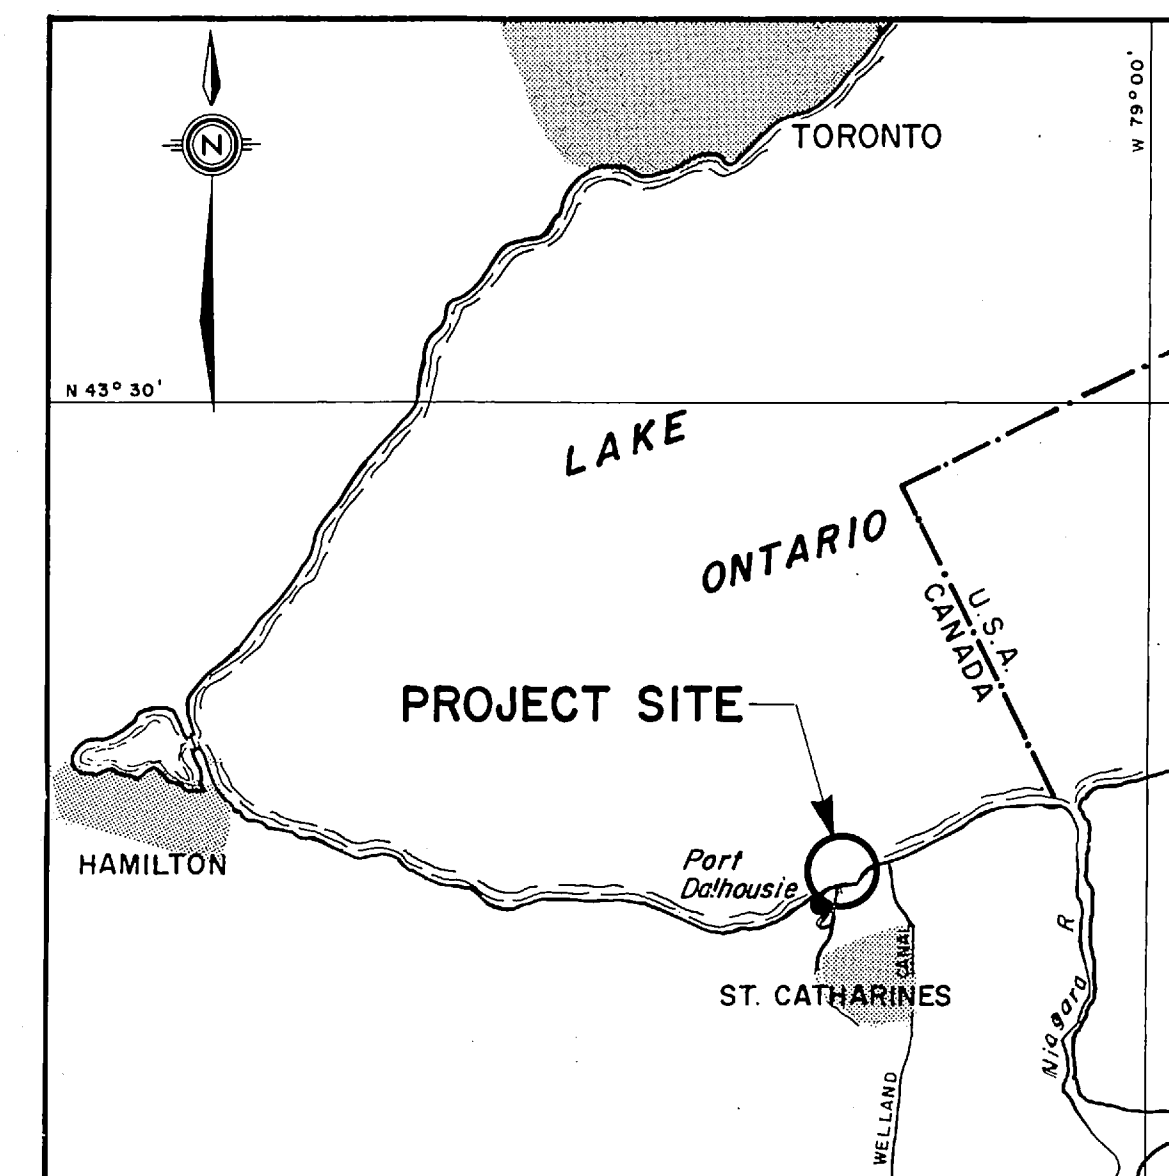 W 79° 00'
TORONTO
N
N 43° 30'
LAKE
ONTARIO
U.S.A.
CANADA
PROJECT SITE
HAMILTON
Port
Dalhousie
ST. CATHARINES
CANAL
WELLAND
Niagara R